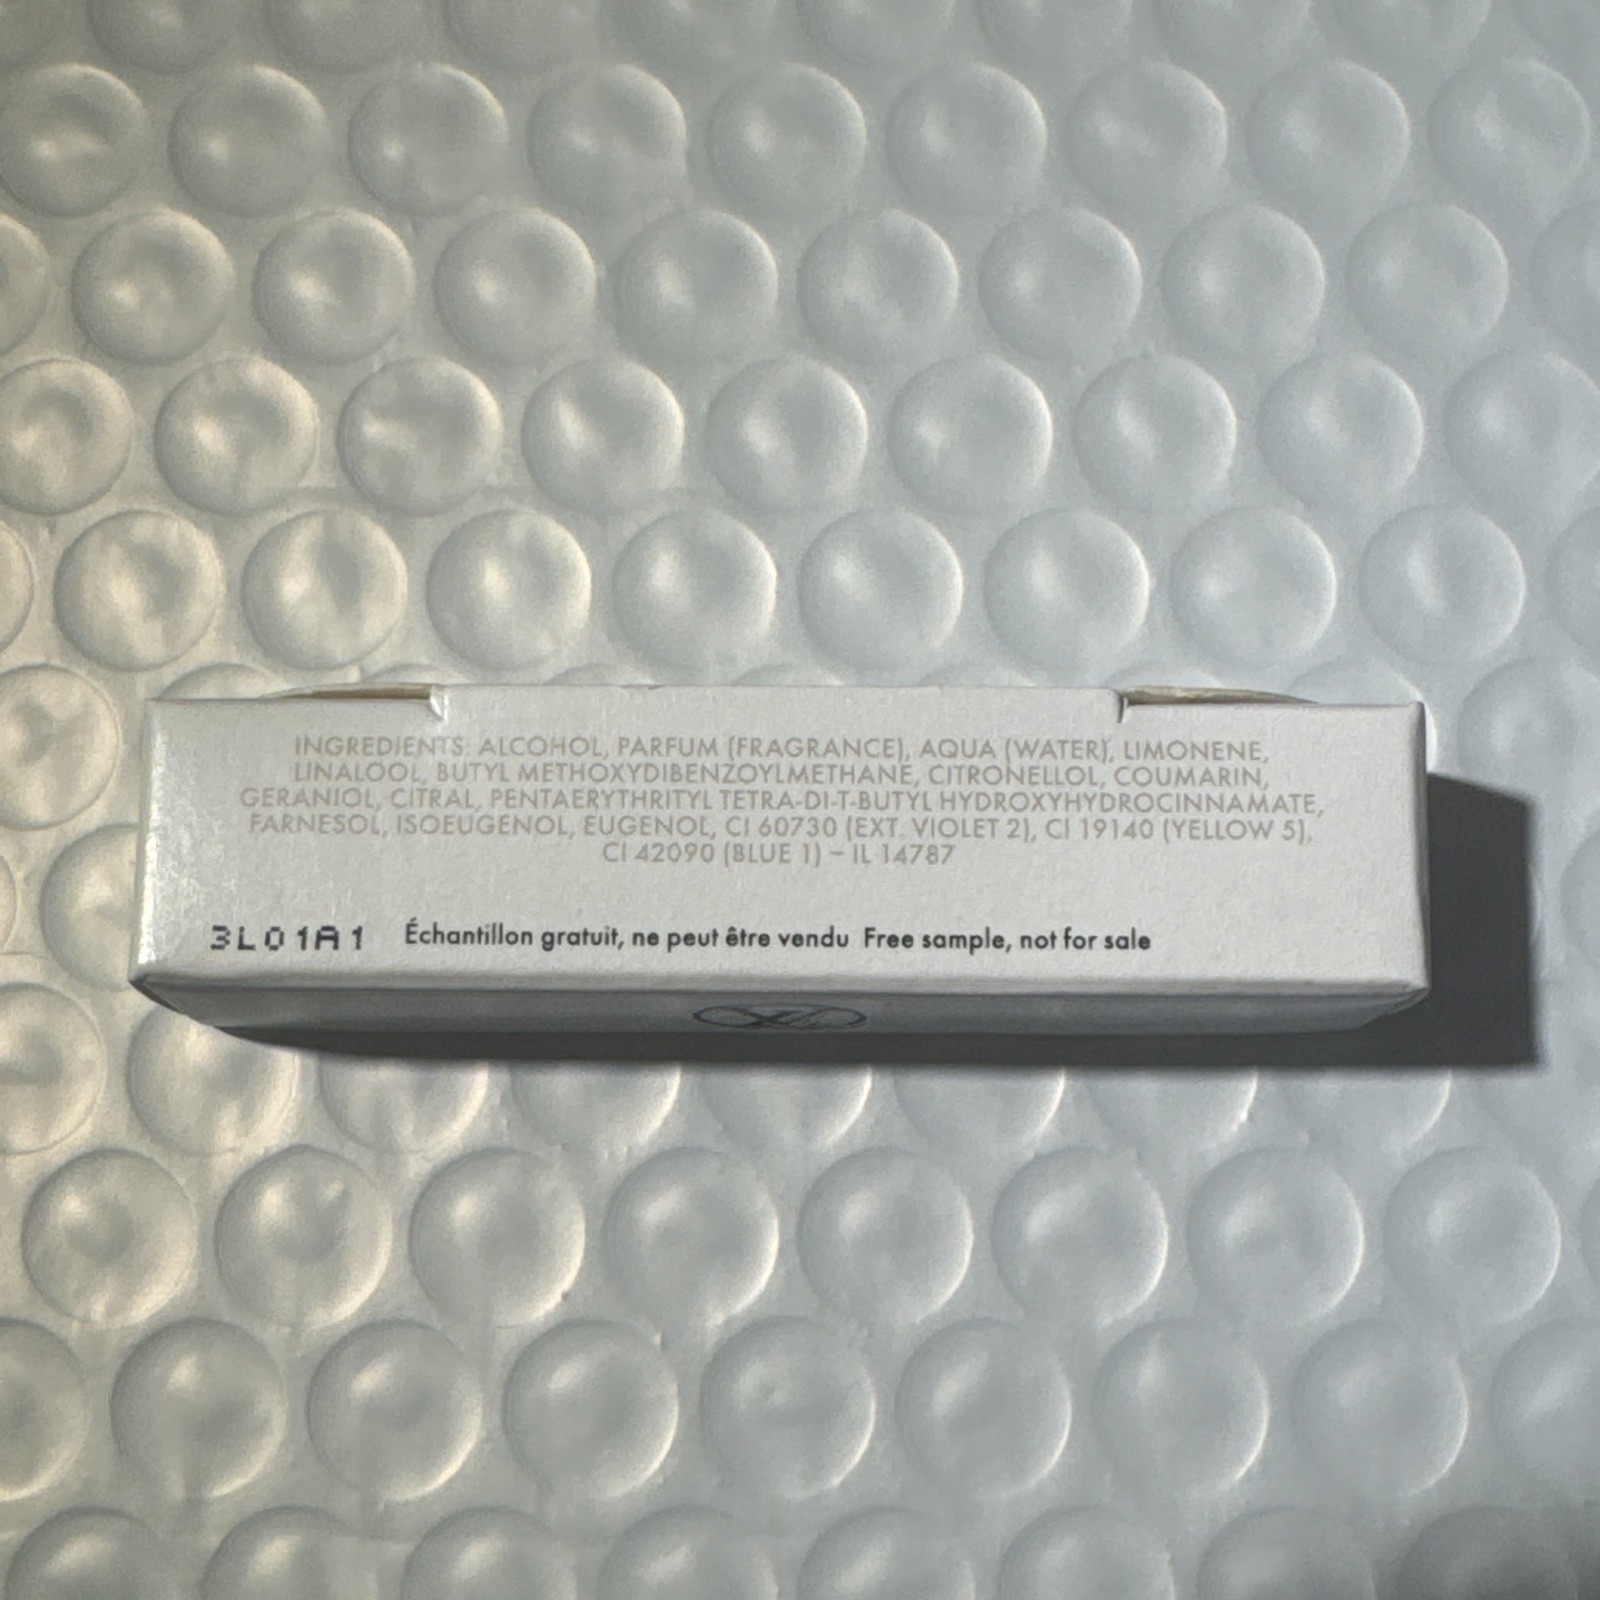 INGREDIENTS: ALCOHOL, PARFUM (FRAGRANCE), AQUA (WATER), LIMONENE,
LINALOOL, BUTYL METHOXYDIBENZOYLMETHANE, CITRONELLOL, COUMARIN,
GERANIOL, CITRAL, PENTAERYTHRITYL TETRA-DI-T-BUTYL HYDROXYHYDROCINNAMATE,
FARNESOL, ISOEUGENOL, EUGENOL, CI 60730 (EXT. VIOLET 2), CI 19140 (YELLOW 5),
CI 42090 (BLUE 1) – IL 14787
3L01A1 Échantillon gratuit, ne peut être vendu Free sample, not for sale